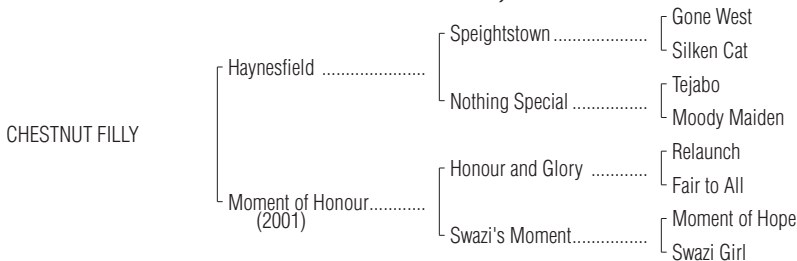 Gone West
Speightstown ....................
Silken Cat
Haynesfield ......................
Tejabo
Nothing Special ................
Moody Maiden
CHESTNUT FILLY
Relaunch
Honour and Glory ............
Fair to All
Moment of Honour............
(2001)
Moment of Hope
Swazi's Moment................
Swazi Girl